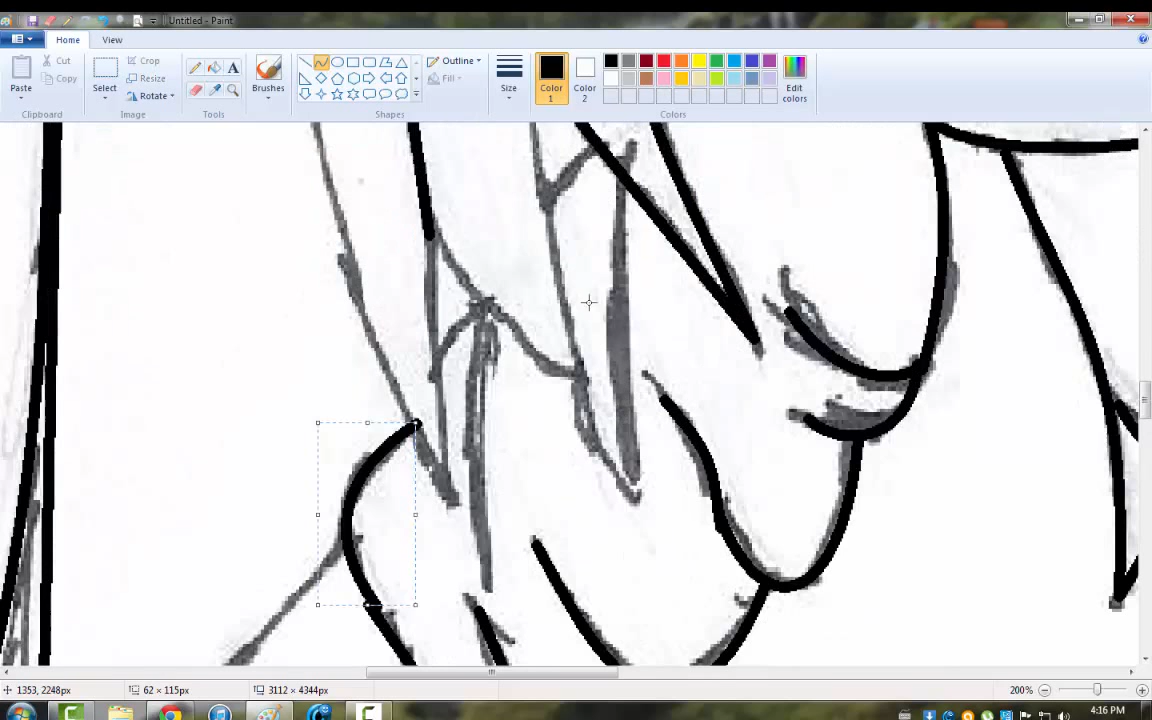 Untitled - Paint
Home View
Paste
Cut
Copy
Clipboard
Select
Crop
Resize
Rotate
Image
A
Tools
Brushes
Outline
Fill
Shapes
Size
Color 1
Color 2
Edit colors
Colors
1353, 2248px
62 × 115px
3112 × 4344px
200%
4:16 PM